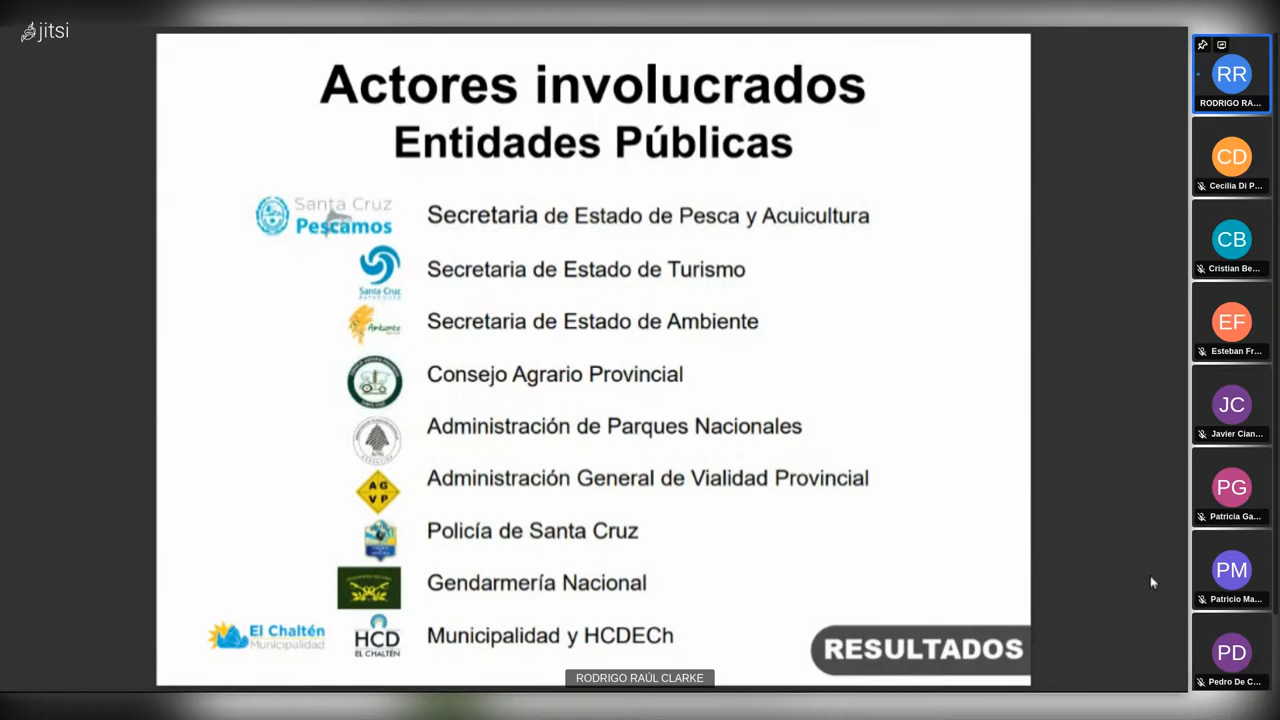 jitsi
Actores involucrados
Entidades Públicas
Santa Cruz
Pescamos
Secretaria de Estado de Pesca y Acuicultura
Santa Cruz
PATAGONIA
Secretaria de Estado de Turismo
Ambiente
Secretaria de Estado de Ambiente
Consejo Agrario Provincial
Administración de Parques Nacionales
A G
V P
Administración General de Vialidad Provincial
Policía de Santa Cruz
Gendarmería Nacional
El Chaltén
Municipalidad
HCD
EL CHALTÉN
Municipalidad y HCDECh
RESULTADOS
RODRIGO RAÚL CLARKE
RR
RODRIGO RA...
CD
Cecilia Di P...
CB
Cristian Be...
EF
Esteban Fr...
JC
Javier Cian...
PG
Patricia Ga...
PM
Patricio Ma...
PD
Pedro De C...